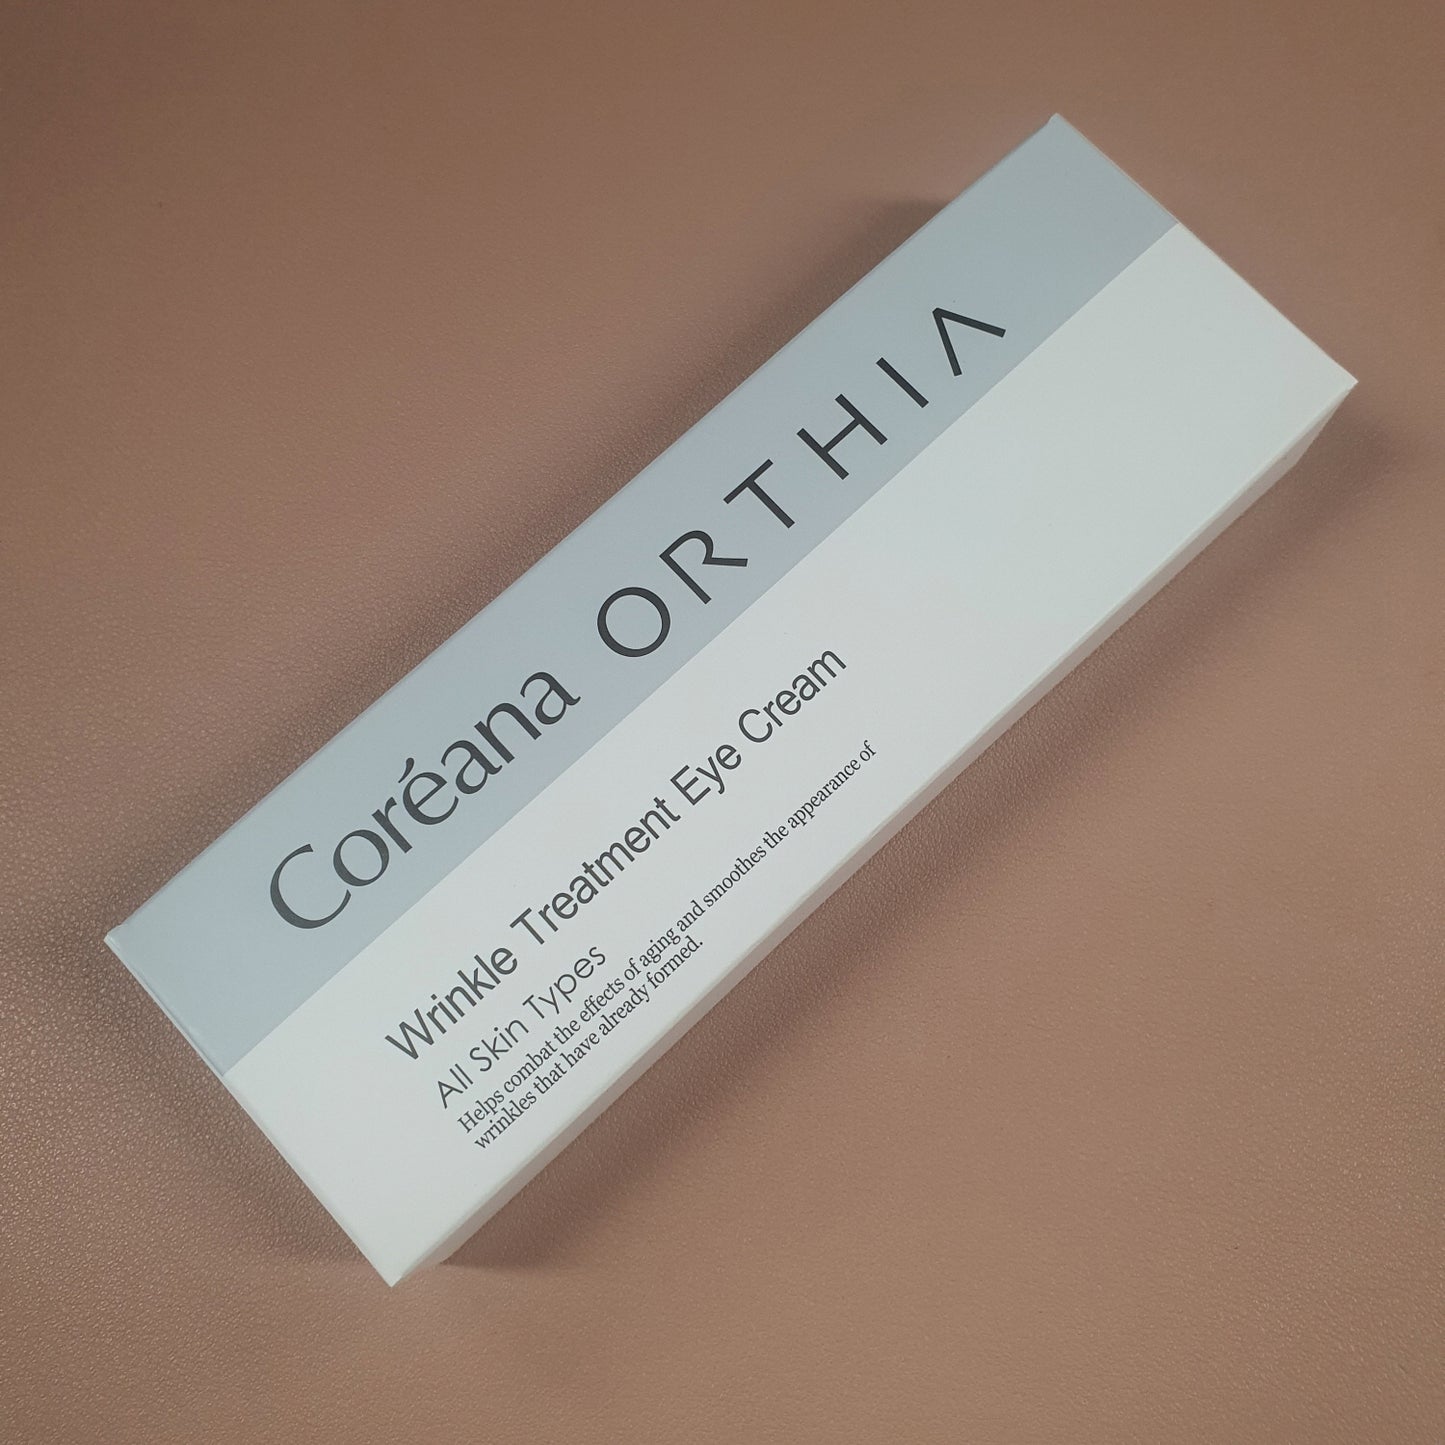 Coréana ORTHIA
Wrinkle Treatment Eye Cream
All Skin Types
Helps combat the effects of aging and smoothes the appearance of
wrinkles that have already formed.